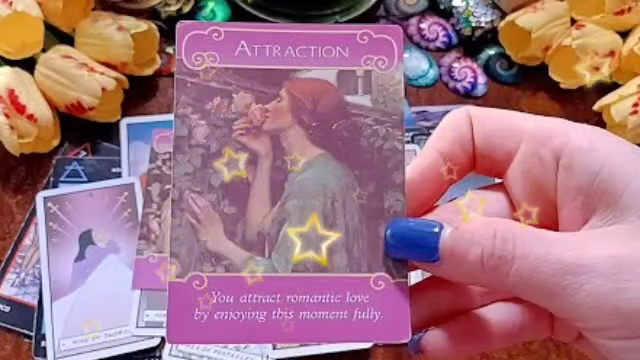 ATTRACTION
You attract romantic love
by enjoying this moment fully.